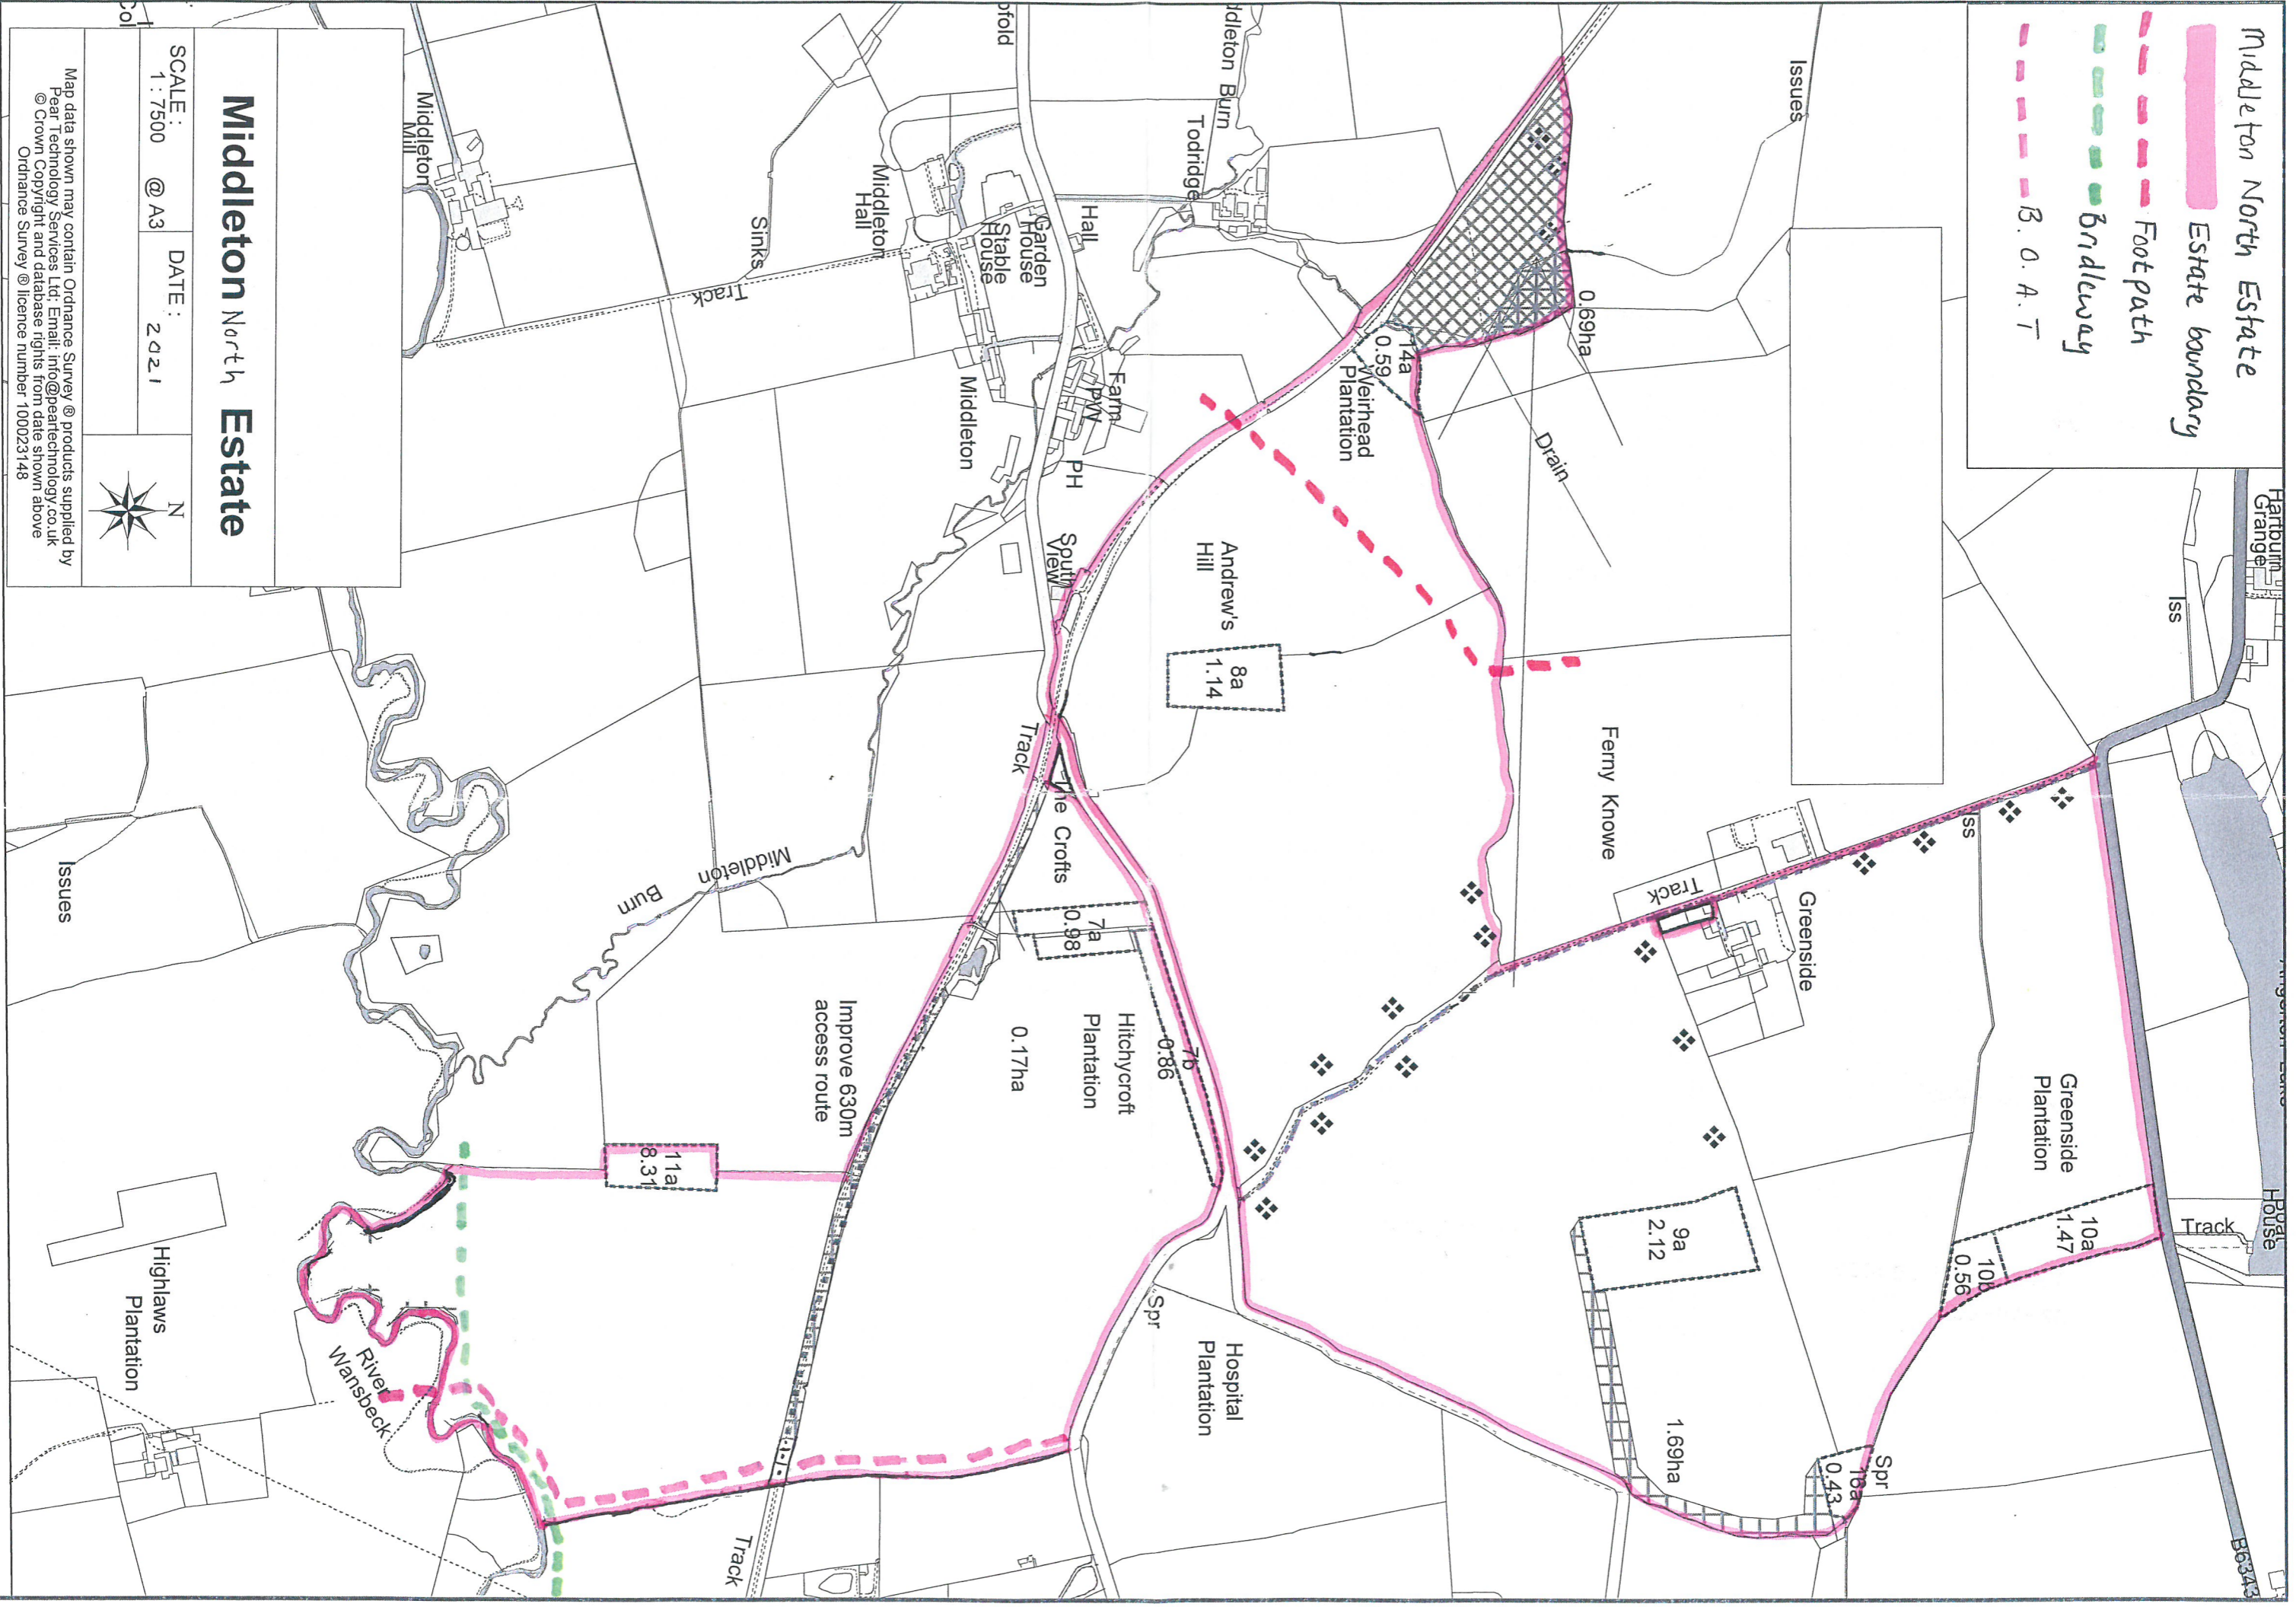 Middleton North Estate
Estate boundary
Footpath
Bridleway
B.O.A.T
Issues
Hartburn
Grange
Iss
ddleton Burn
Todridge
Hall
Garden
House
Stable
House
Middleton
Hall
Middleton
Mill
Sinks
Track
Farm
PW
PH
Middleton
South
View
0.69ha
14a
0.59
Weirhead
Plantation
Drain
Andrew's
Hill
8a
1.14
Ferny Knowe
Iss
Track
Greenside
Greenside
Plantation
House
Track
10a
1.47
10b
0.56
9a
2.12
1.69ha
Spr
16a
0.43
B6343
Track
The Crofts
7a
0.98
7b
0.86
Hitchycroft
Plantation
0.17ha
Improve 630m
access route
Spr
Hospital
Plantation
Middleton
Burn
11a
8.31
Issues
Highlaws
Plantation
River
Wansbeck
Track
Middleton North Estate
SCALE :
1 : 7500 @ A3
DATE :
2021
N
Map data shown may contain Ordnance Survey ® products supplied by
Pear Technology Services Ltd; Email: info@peartechnology.co.uk
© Crown Copyright and database rights from date shown above
Ordnance Survey ® licence number 100023148